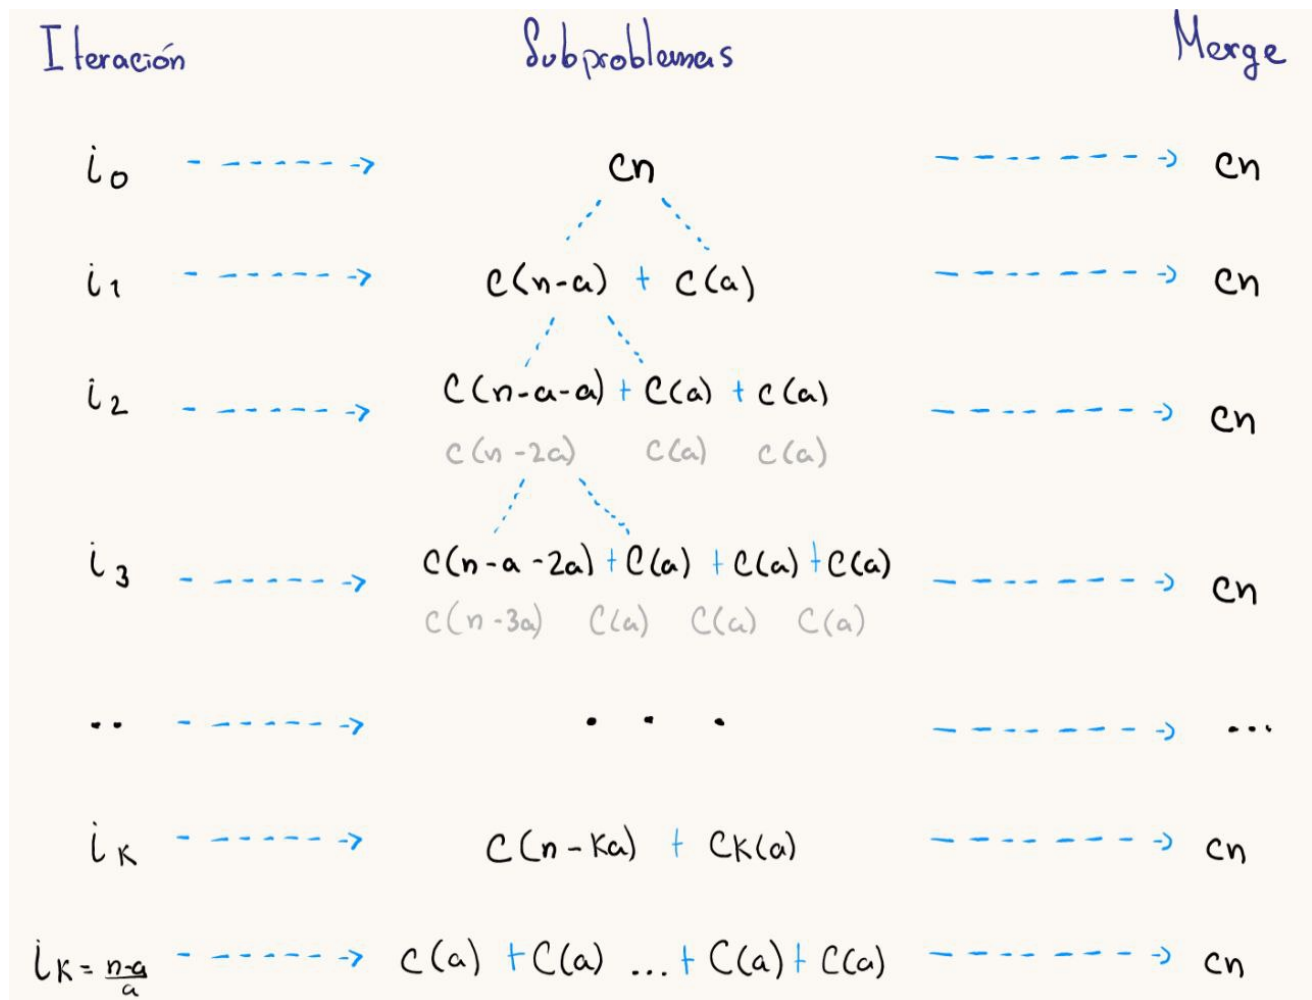 Iteración Subproblemas Merge
i₀ cn cn
i₁ c(n-a) + c(a) cn
i₂ c(n-a-a) + c(a) + c(a) cn
c(n-2a) c(a) c(a)
i₃ c(n-a-2a) + c(a) + c(a) + c(a) cn
c(n-3a) c(a) c(a) c(a)
.. . . . ...
iₖ c(n-ka) + ck(a) cn
i k = n-a/a c(a) + c(a) ... + c(a) + c(a) cn